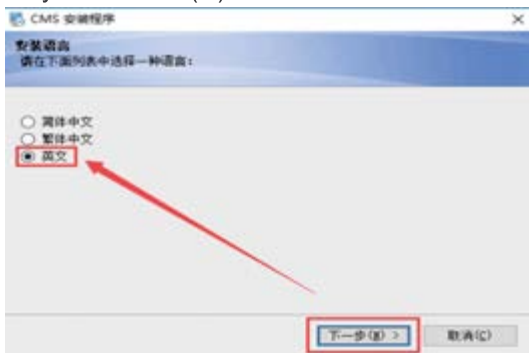 CMS 安装程序
安装语言
请在下面列表中选择一种语言：
简体中文
繁体中文
英文
下一步(N) >
取消(C)